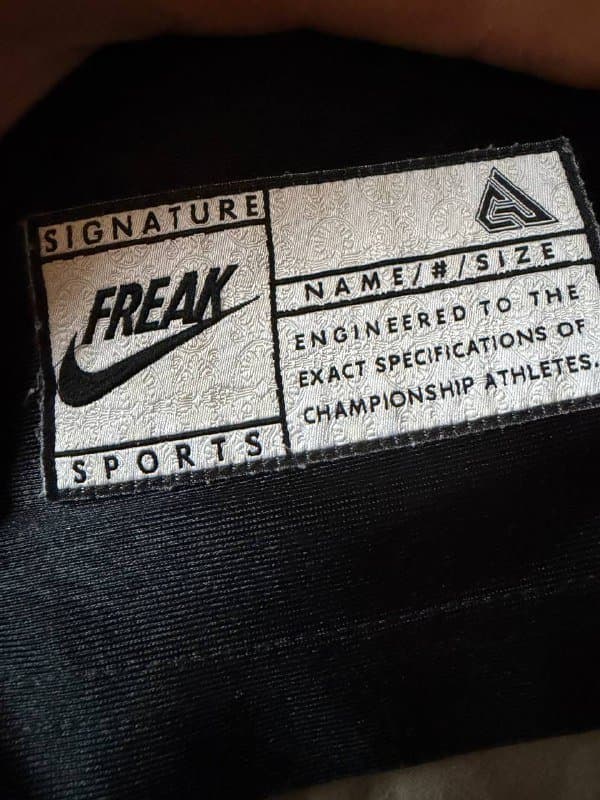 SIGNATURE
FREAK
SPORTS
NAME/#/SIZE
ENGINEERED TO THE
EXACT SPECIFICATIONS OF
CHAMPIONSHIP ATHLETES.